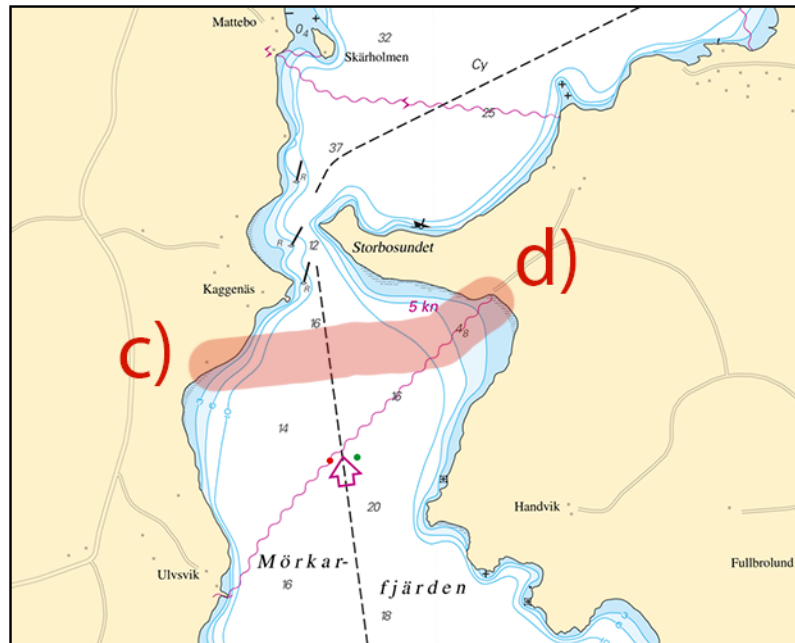 Mattebo
0₄
32
Skärholmen
Cy
25
37
R
12
Storbosundet
R
d)
Kaggenäs
R
5 kn
16
4₈
c)
16
14
20
Handvik
Mörkar-
fjärden
Ulvsvik
16
Fullbrolund
18